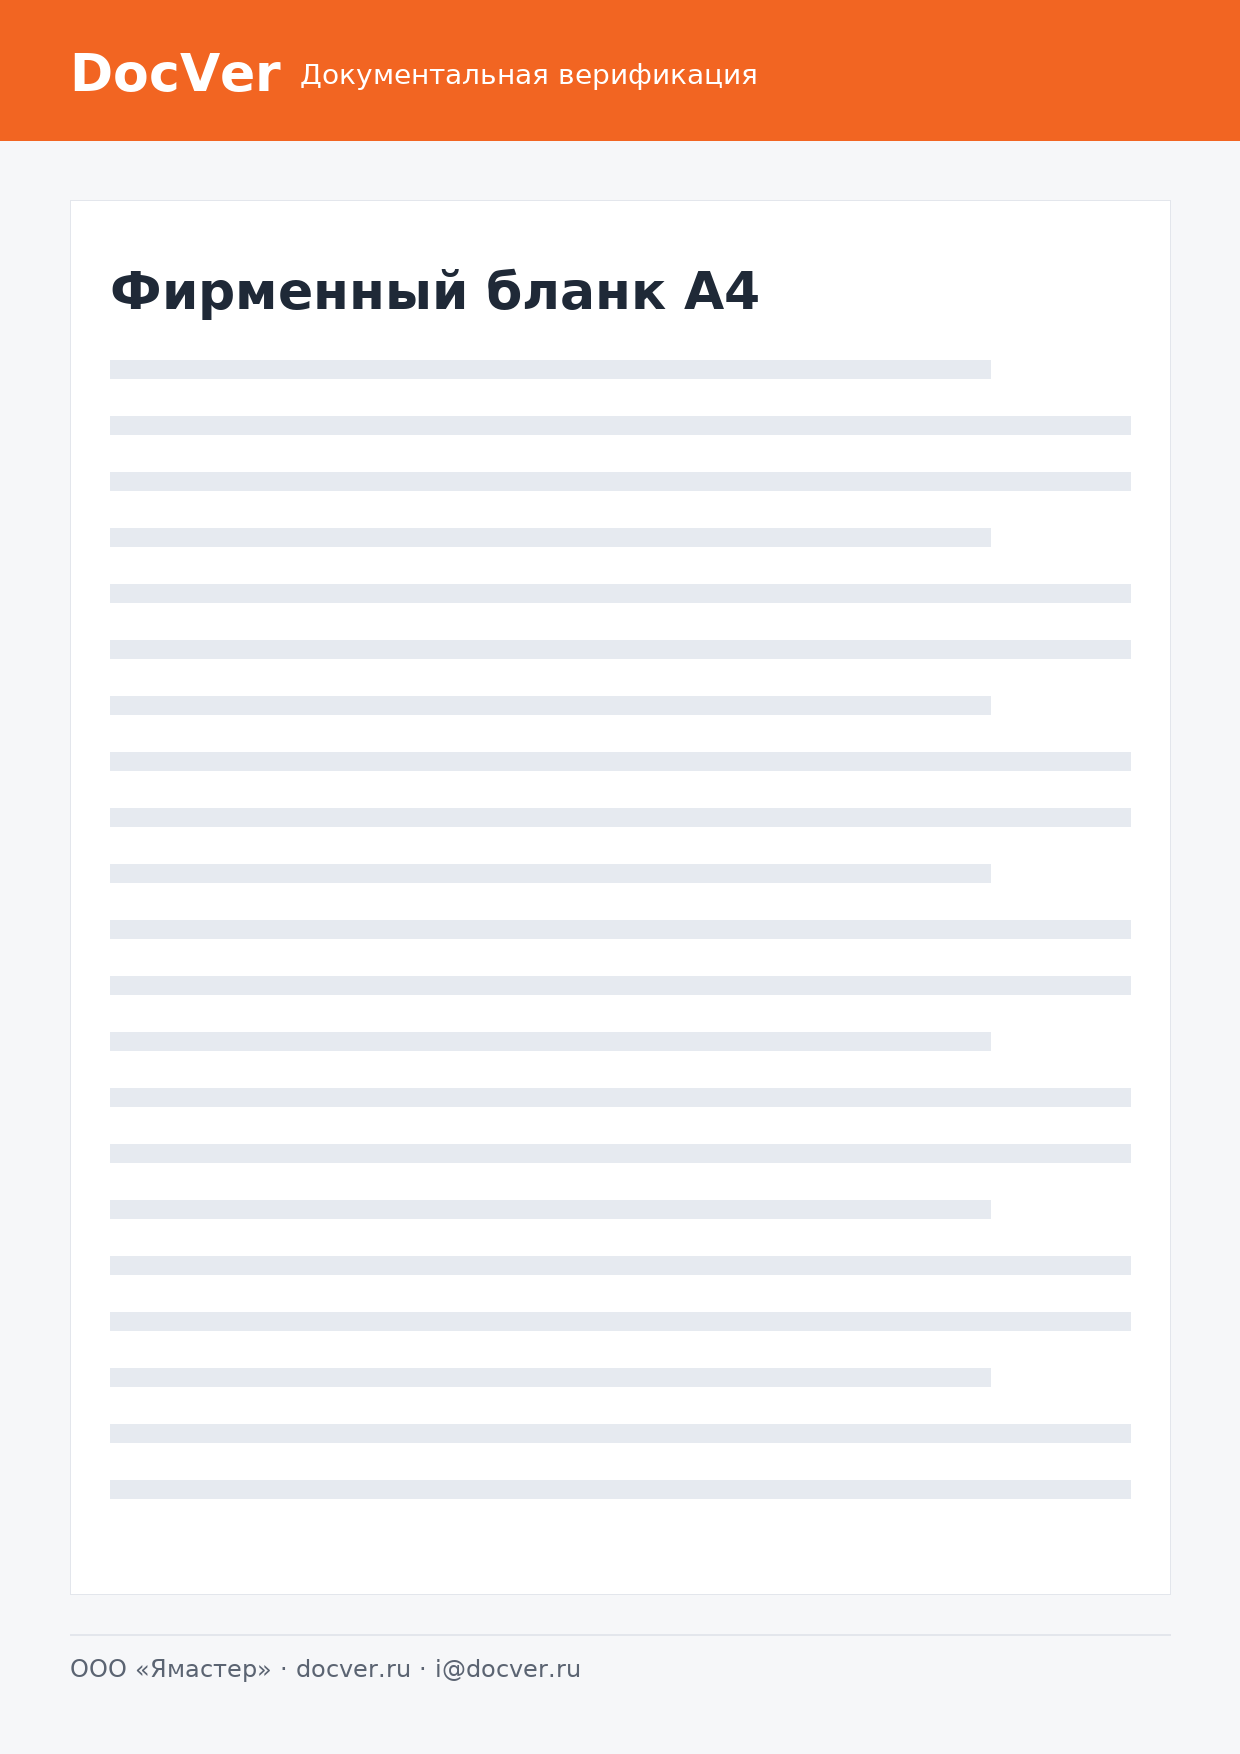 DocVer Документальная верификация
Фирменный бланк А4
ООО «Ямастер» · docver.ru · i@docver.ru